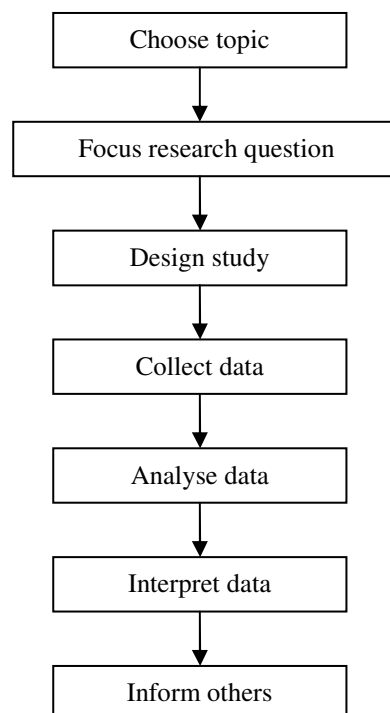 Choose topic
Focus research question
Design study
Collect data
Analyse data
Interpret data
Inform others